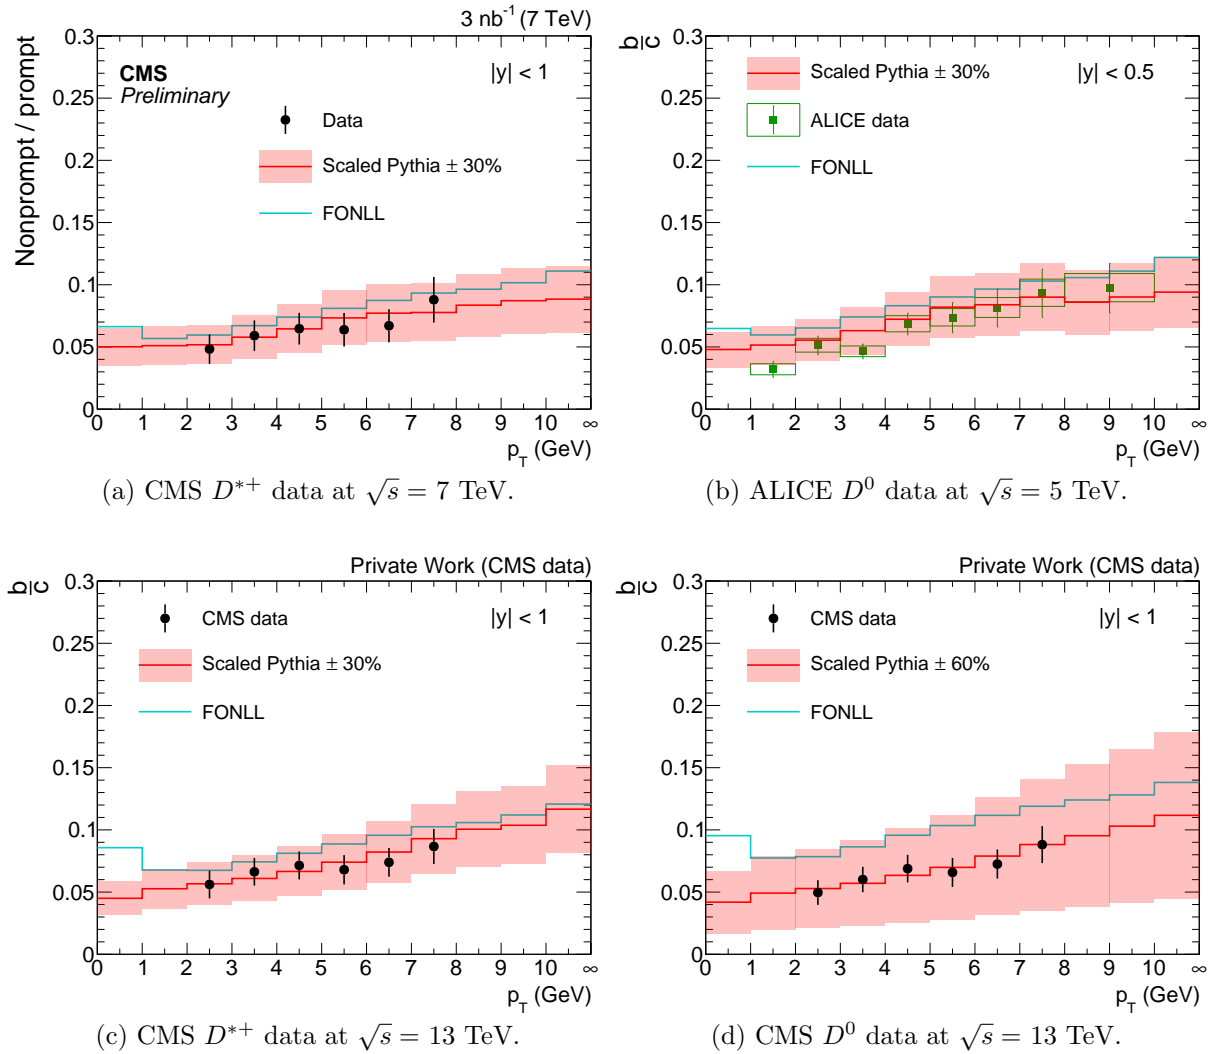 3 nb⁻¹ (7 TeV)
CMS
Preliminary
|y| < 1
Data
Scaled Pythia ± 30%
FONLL
Nonprompt / prompt
0.3
0.25
0.2
0.15
0.1
0.05
0
0 1 2 3 4 5 6 7 8 9 10 ∞
p_T (GeV)
(a) CMS D*⁺ data at √s = 7 TeV.
b/c
|y| < 0.5
Scaled Pythia ± 30%
ALICE data
FONLL
0.3
0.25
0.2
0.15
0.1
0.05
0
0 1 2 3 4 5 6 7 8 9 10 ∞
p_T (GeV)
(b) ALICE D⁰ data at √s = 5 TeV.
Private Work (CMS data)
b/c
|y| < 1
CMS data
Scaled Pythia ± 30%
FONLL
0.3
0.25
0.2
0.15
0.1
0.05
0
0 1 2 3 4 5 6 7 8 9 10 ∞
p_T (GeV)
(c) CMS D*⁺ data at √s = 13 TeV.
Private Work (CMS data)
b/c
|y| < 1
CMS data
Scaled Pythia ± 60%
FONLL
0.3
0.25
0.2
0.15
0.1
0.05
0
0 1 2 3 4 5 6 7 8 9 10 ∞
p_T (GeV)
(d) CMS D⁰ data at √s = 13 TeV.